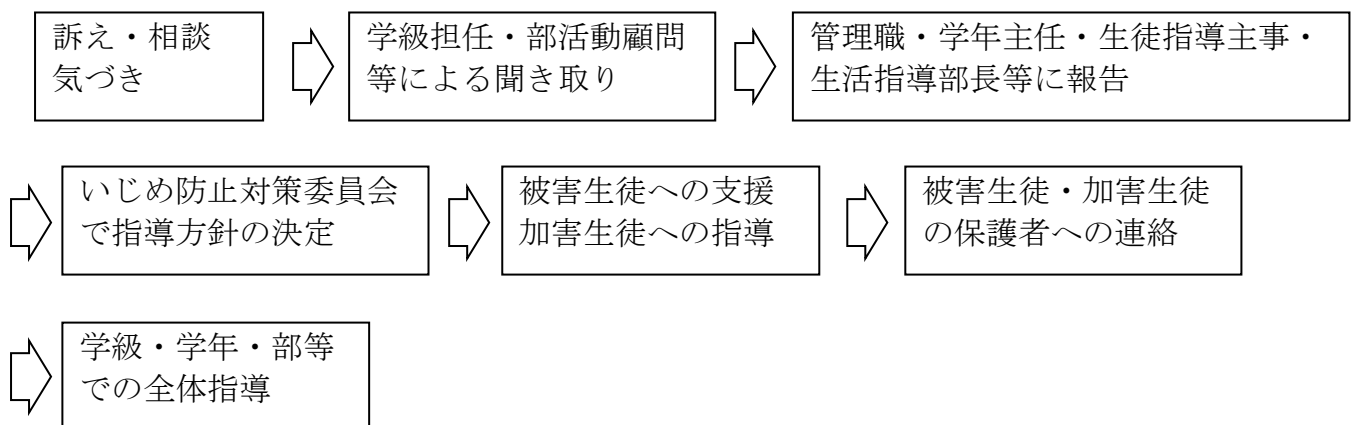 訴え・相談
気づき
学級担任・部活動顧問
等による聞き取り
管理職・学年主任・生徒指導主事・
生活指導部長等に報告
いじめ防止対策委員会
で指導方針の決定
被害生徒への支援
加害生徒への指導
被害生徒・加害生徒
の保護者への連絡
学級・学年・部等
での全体指導